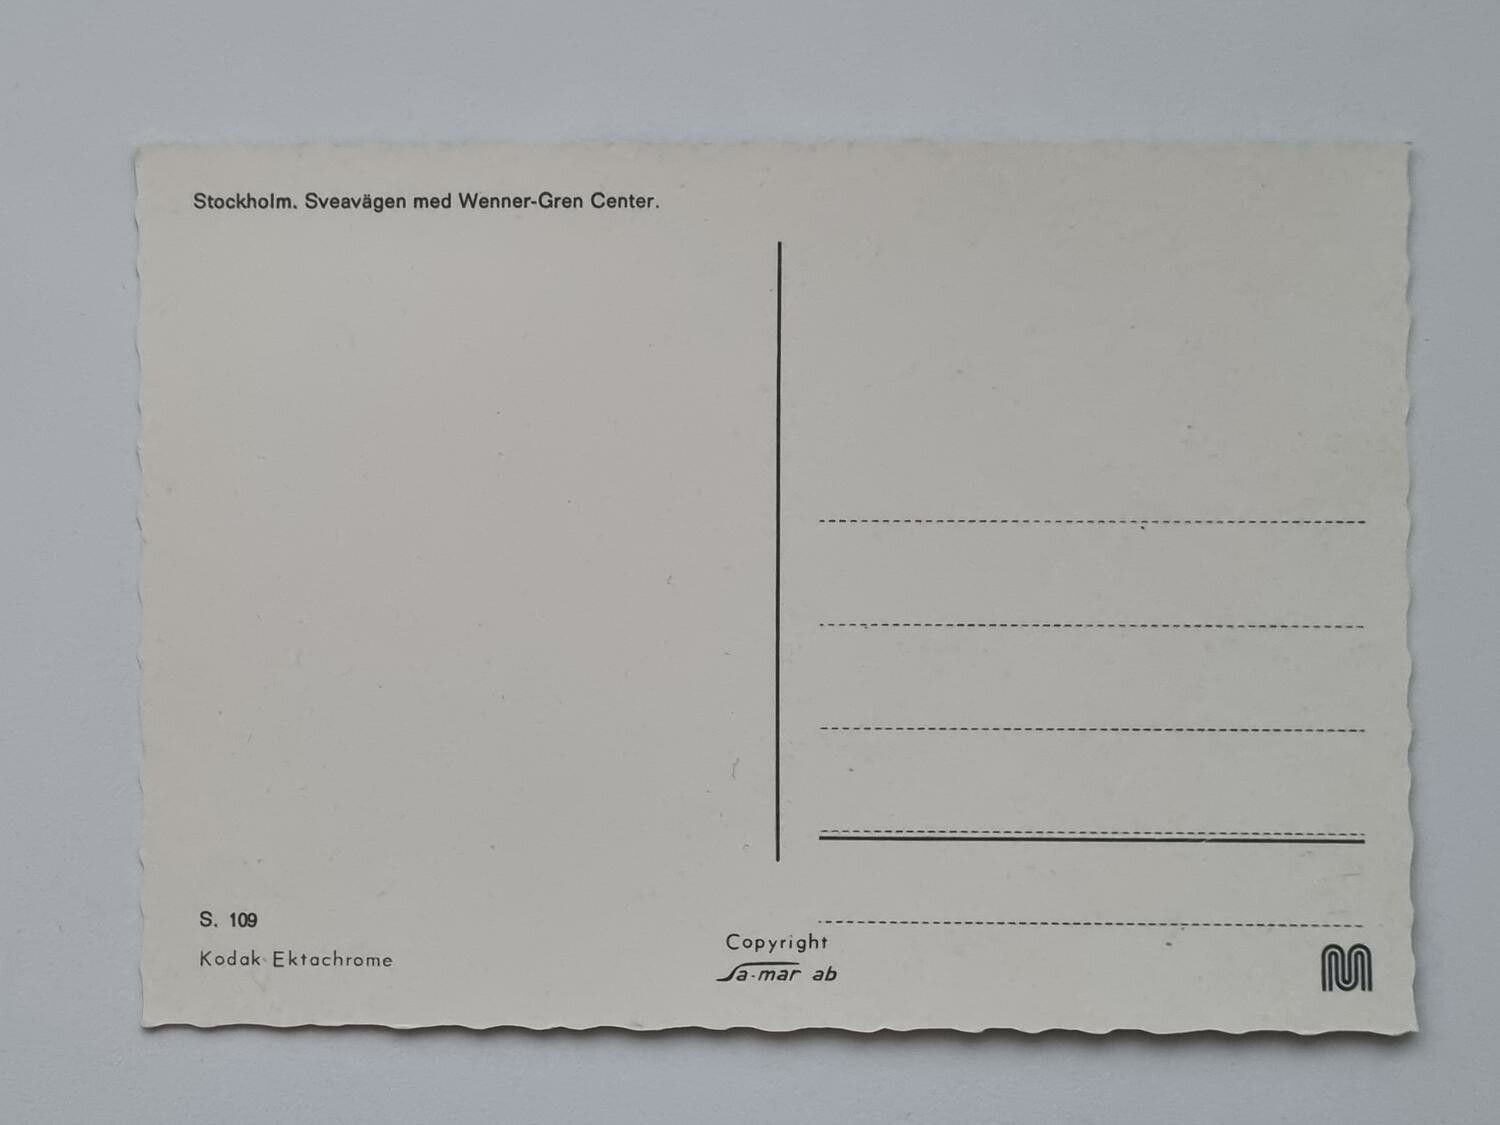 Stockholm. Sveavägen med Wenner-Gren Center.
S. 109
Kodak Ektachrome
Copyright
Sa-mar ab
M